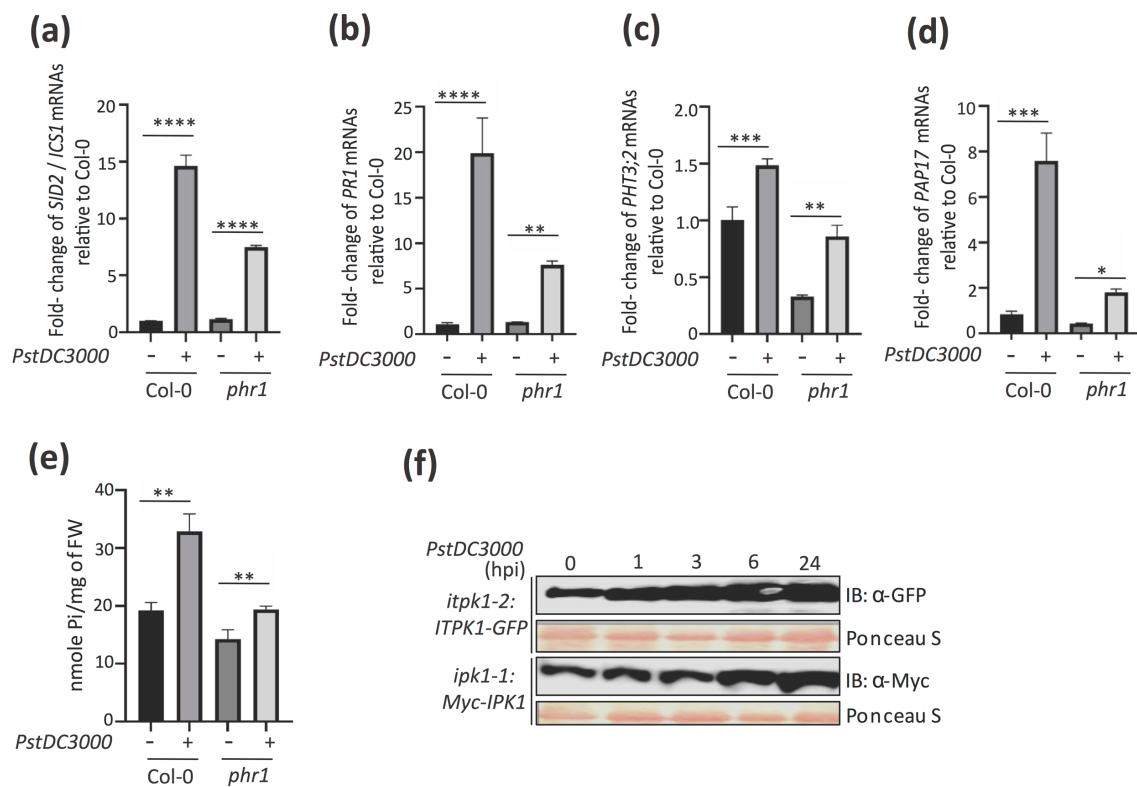 (a)
Fold- change of SID2 / ICS1 mRNAs
relative to Col-0
20
15
10
5
0
****
****
PstDC3000
- + - +
Col-0 phr1
(b)
Fold- change of PR1 mRNAs
relative to Col-0
25
20
15
10
5
0
****
**
PstDC3000
- + - +
Col-0 phr1
(c)
Fold- change of PHT3;2 mRNAs
relative to Col-0
2.0
1.5
1.0
0.5
0
***
**
PstDC3000
- + - +
Col-0 phr1
(d)
Fold- change of PAP17 mRNAs
relative to Col-0
10
8
6
4
2
0
***
*
PstDC3000
- + - +
Col-0 phr1
(e)
nmole Pi/mg of FW
40
30
20
10
0
**
**
PstDC3000
- + - +
Col-0 phr1
(f)
PstDC3000
(hpi)
0 1 3 6 24
itpk1-2:
ITPK1-GFP
IB: α-GFP
Ponceau S
ipk1-1:
Myc-IPK1
IB: α-Myc
Ponceau S